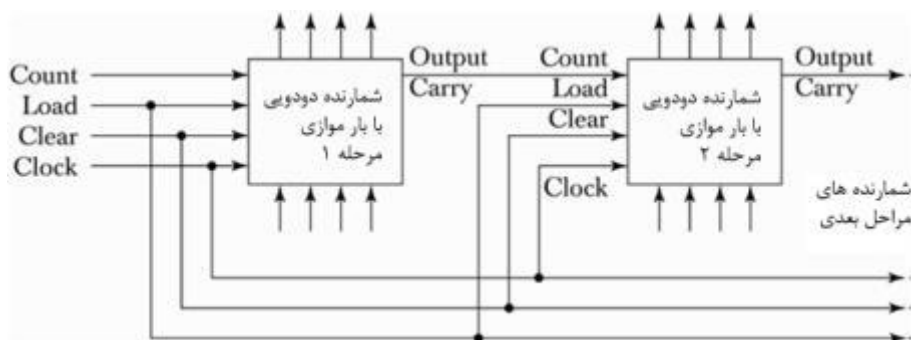 Count
Load
Clear
Clock
شمارنده دودویی
با بار موازی
مرحله ۱
Output
Carry
Count
Load
Clear
Clock
شمارنده دودویی
با بار موازی
مرحله ۲
Output
Carry
شمارنده های
مراحل بعدی